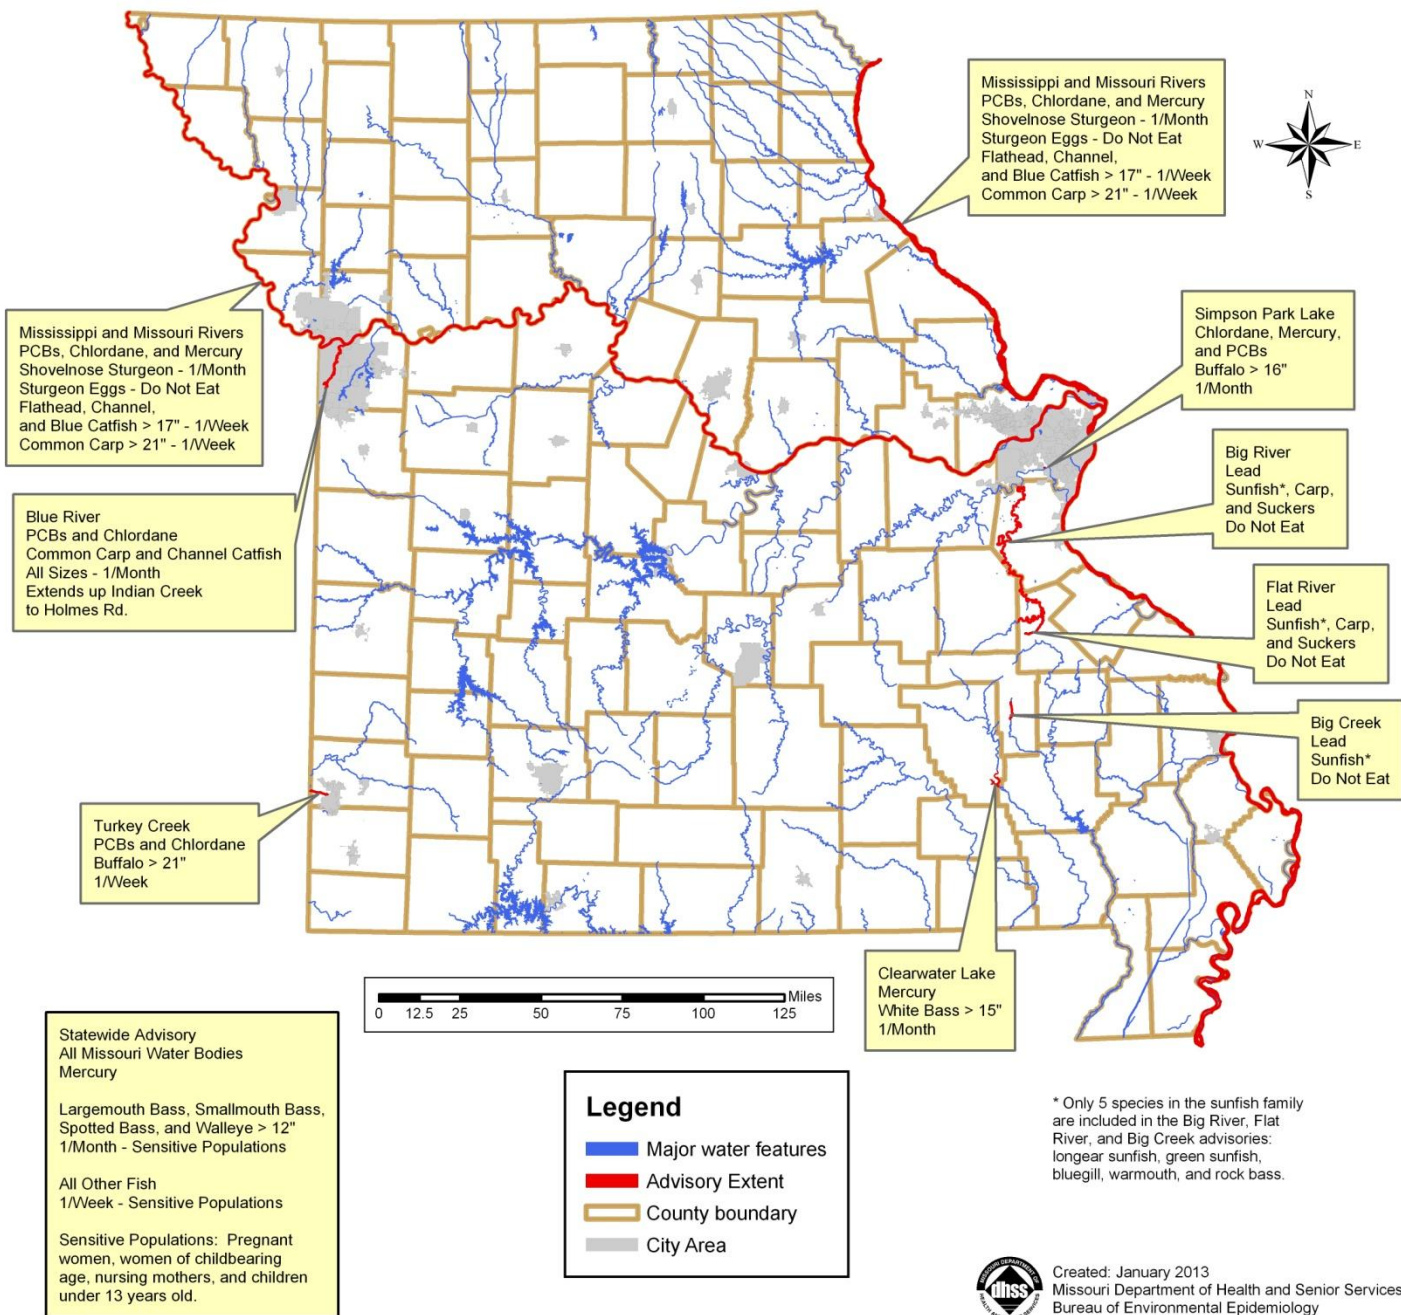 Mississippi and Missouri Rivers
PCBs, Chlordane, and Mercury
Shovelnose Sturgeon - 1/Month
Sturgeon Eggs - Do Not Eat
Flathead, Channel,
and Blue Catfish > 17" - 1/Week
Common Carp > 21" - 1/Week
N
W
E
S
Simpson Park Lake
Chlordane, Mercury,
and PCBs
Buffalo > 16"
1/Month
Mississippi and Missouri Rivers
PCBs, Chlordane, and Mercury
Shovelnose Sturgeon - 1/Month
Sturgeon Eggs - Do Not Eat
Flathead, Channel,
and Blue Catfish > 17" - 1/Week
Common Carp > 21" - 1/Week
Big River
Lead
Sunfish*, Carp,
and Suckers
Do Not Eat
Blue River
PCBs and Chlordane
Common Carp and Channel Catfish
All Sizes - 1/Month
Extends up Indian Creek
to Holmes Rd.
Flat River
Lead
Sunfish*, Carp,
and Suckers
Do Not Eat
Big Creek
Lead
Sunfish*
Do Not Eat
Turkey Creek
PCBs and Chlordane
Buffalo > 21"
1/Week
Clearwater Lake
Mercury
White Bass > 15"
1/Month
Miles
0 12.5 25 50 75 100 125
Statewide Advisory
All Missouri Water Bodies
Mercury
Largemouth Bass, Smallmouth Bass,
Spotted Bass, and Walleye > 12"
1/Month - Sensitive Populations
All Other Fish
1/Week - Sensitive Populations
Sensitive Populations: Pregnant
women, women of childbearing
age, nursing mothers, and children
under 13 years old.
Legend
Major water features
Advisory Extent
County boundary
City Area
* Only 5 species in the sunfish family
are included in the Big River, Flat
River, and Big Creek advisories:
longear sunfish, green sunfish,
bluegill, warmouth, and rock bass.
dhss
Created: January 2013
Missouri Department of Health and Senior Services
Bureau of Environmental Epidemiology